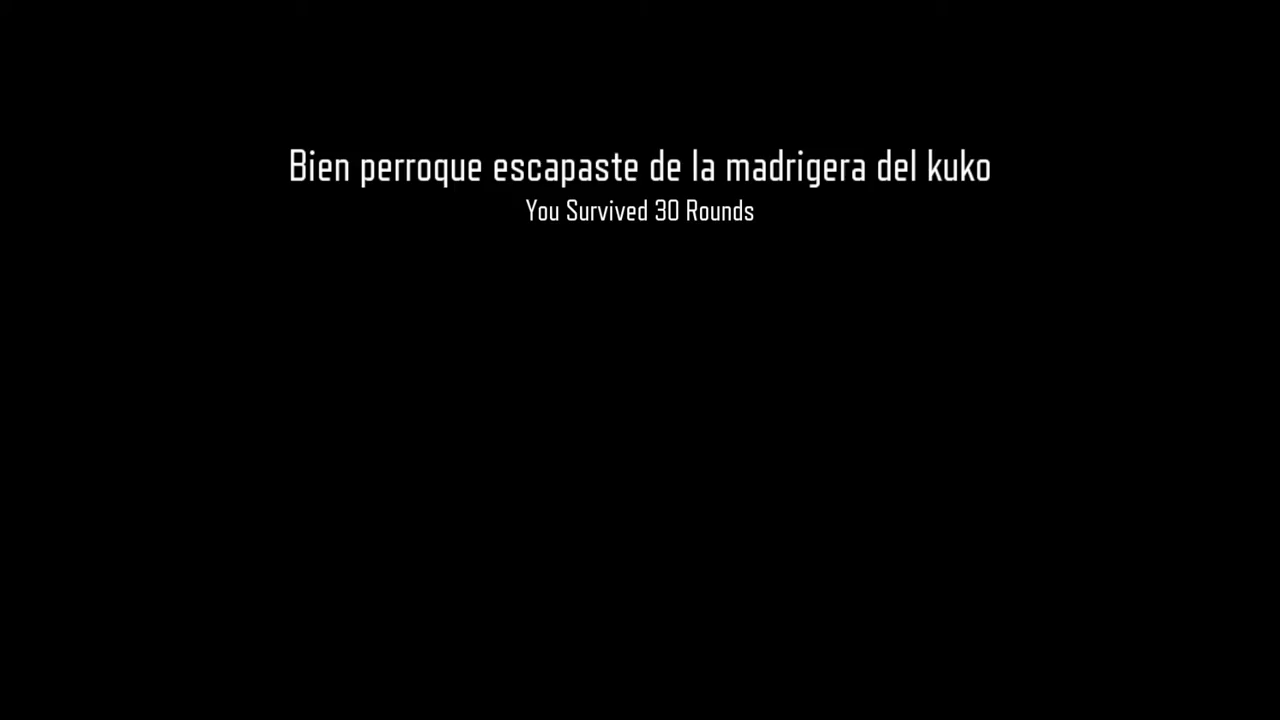 Bien perroque escapaste de la madrigera del kuko
You Survived 30 Rounds